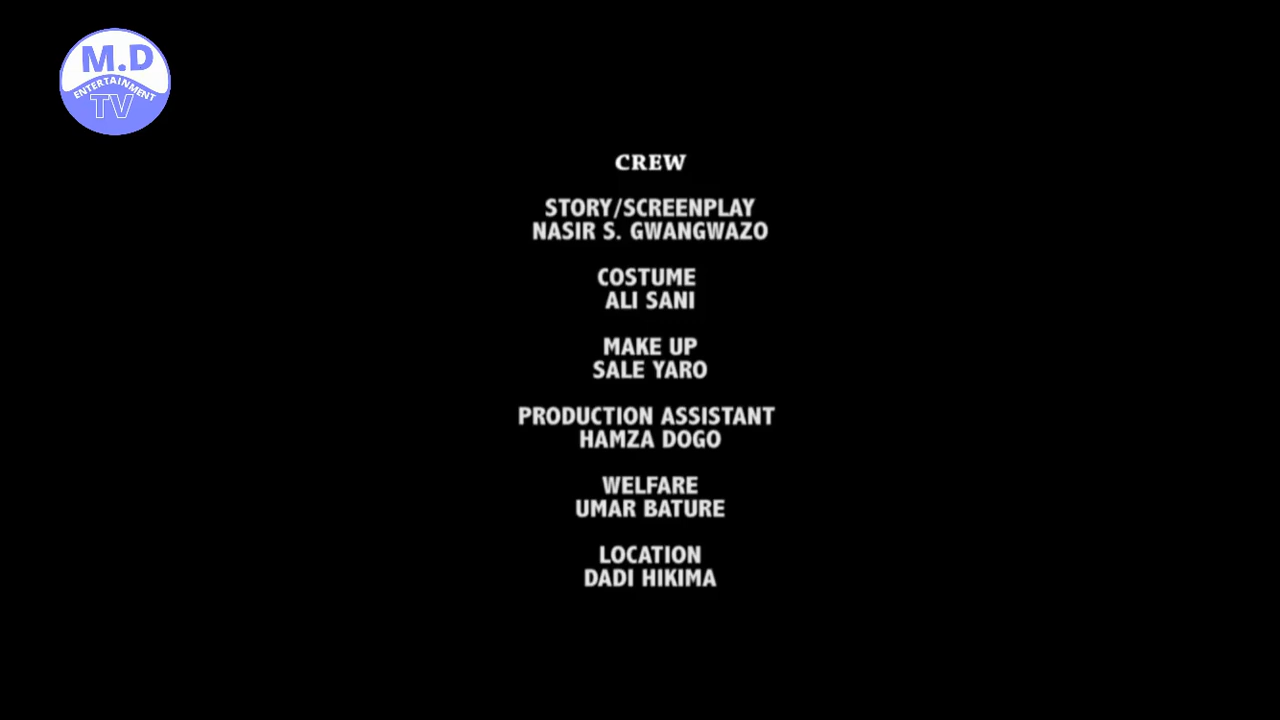 M.D
ENTERTAINMENT
TV
CREW
STORY/SCREENPLAY
NASIR S. GWANGWAZO
COSTUME
ALI SANI
MAKE UP
SALE YARO
PRODUCTION ASSISTANT
HAMZA DOGO
WELFARE
UMAR BATURE
LOCATION
DADI HIKIMA